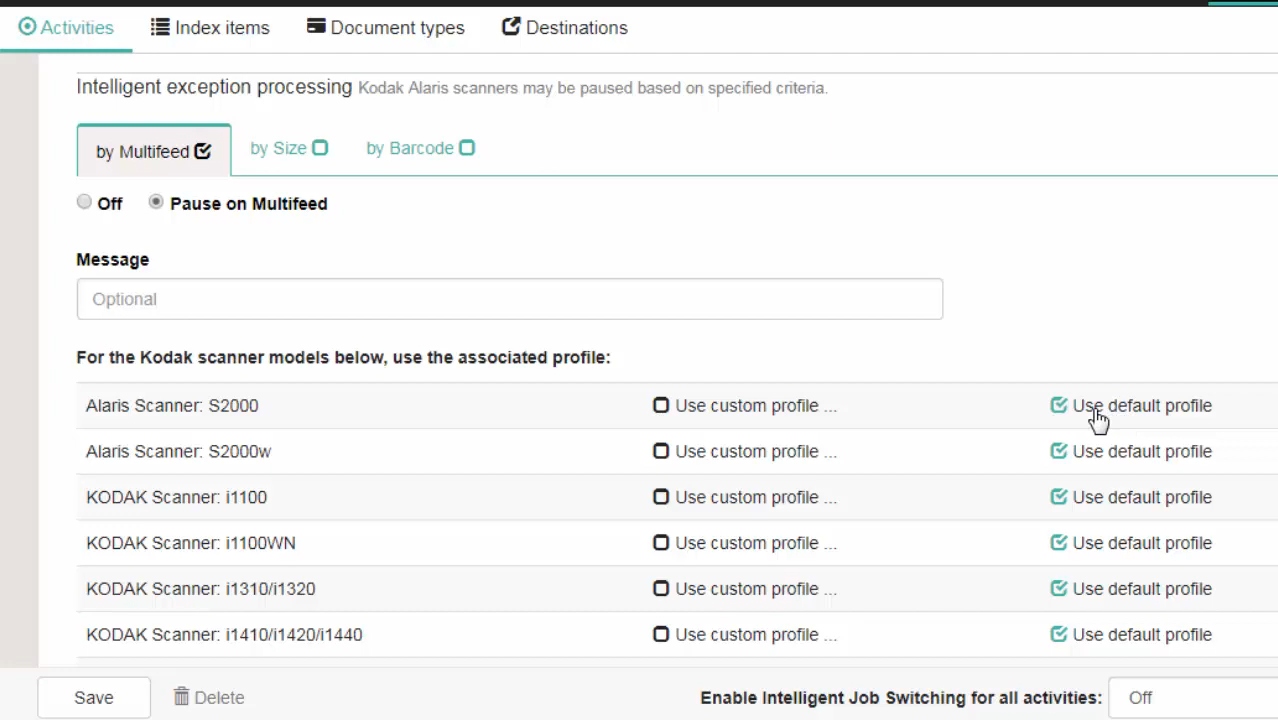 Activities Index items Document types Destinations
Intelligent exception processing Kodak Alaris scanners may be paused based on specified criteria.
by Multifeed by Size by Barcode
Off Pause on Multifeed
Message
Optional
For the Kodak scanner models below, use the associated profile:
Alaris Scanner: S2000 Use custom profile ... Use default profile
Alaris Scanner: S2000w Use custom profile ... Use default profile
KODAK Scanner: i1100 Use custom profile ... Use default profile
KODAK Scanner: i1100WN Use custom profile ... Use default profile
KODAK Scanner: i1310/i1320 Use custom profile ... Use default profile
KODAK Scanner: i1410/i1420/i1440 Use custom profile ... Use default profile
Save Delete Enable Intelligent Job Switching for all activities: Off